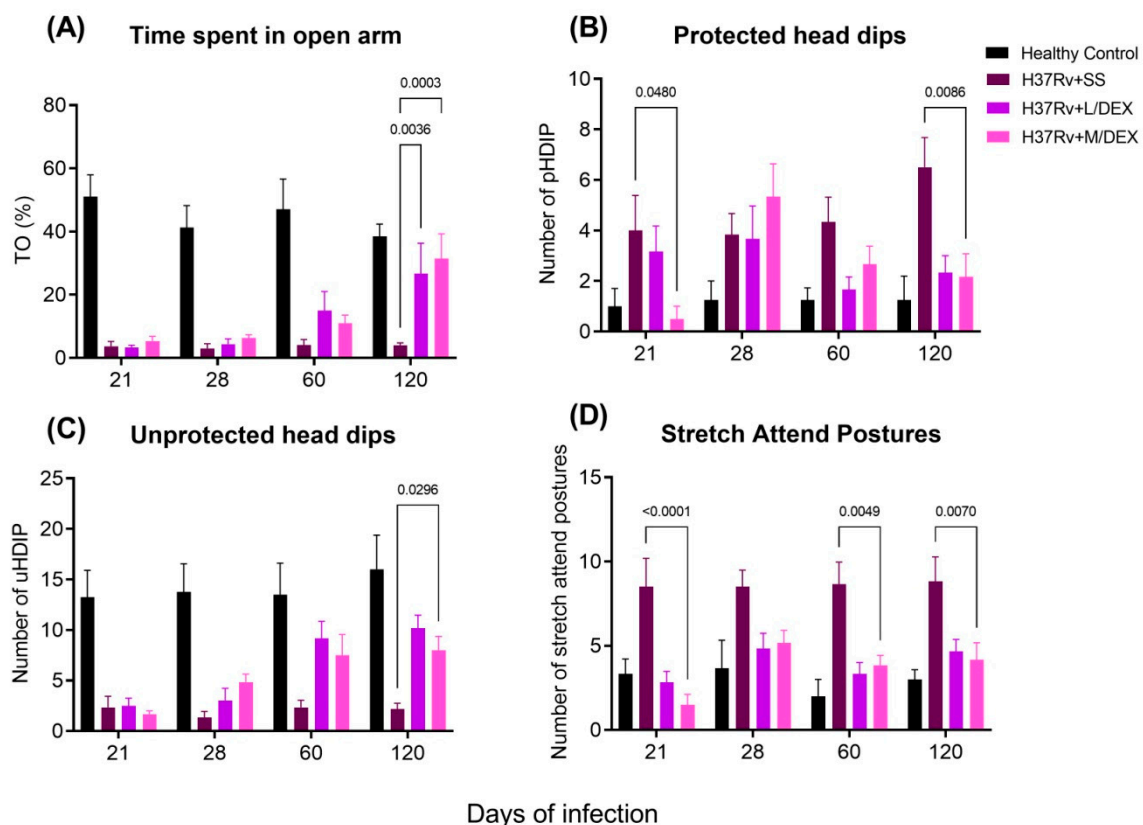 (A)
Time spent in open arm
TO (%)
80
60
40
20
0
0.0003
0.0036
21 28 60 120
(B)
Protected head dips
Number of pHDIP
10
8
6
4
2
0
0.0480
0.0086
21 28 60 120
Healthy Control
H37Rv+SS
H37Rv+L/DEX
H37Rv+M/DEX
(C)
Unprotected head dips
Number of uHDIP
25
20
15
10
5
0
0.0296
21 28 60 120
(D)
Stretch Attend Postures
Number of stretch attend postures
15
10
5
0
<0.0001
0.0049
0.0070
21 28 60 120
Days of infection